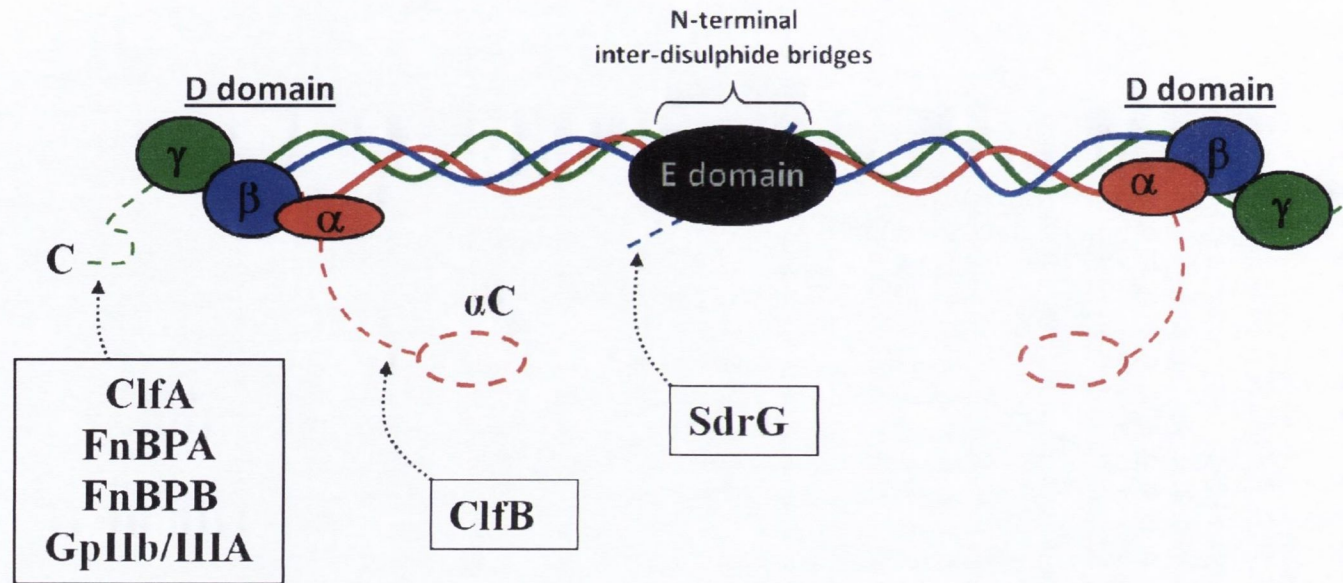 N-terminal
inter-disulphide bridges
D domain
D domain
γ
β
α
E domain
α
β
γ
C
αC
ClfA
FnBPA
FnBPB
GpIIb/IIIA
ClfB
SdrG